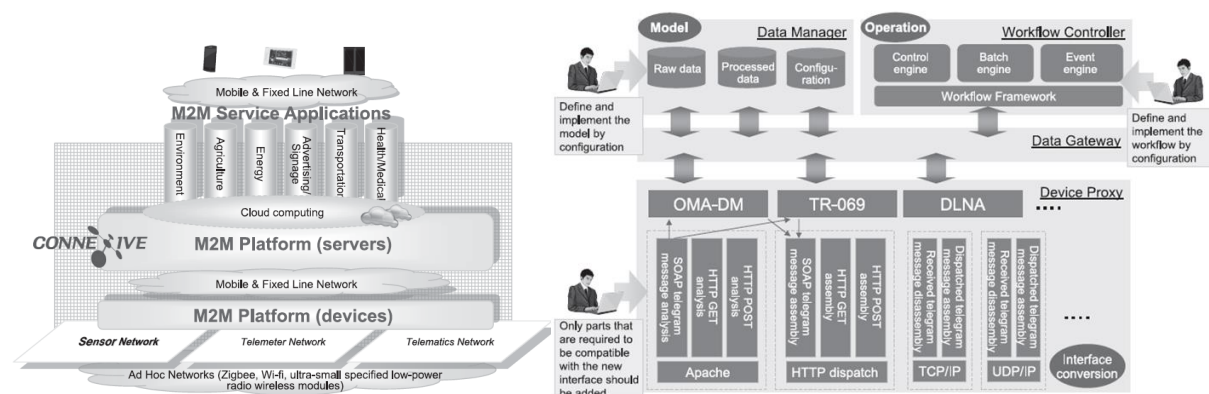 Mobile & Fixed Line Network
M2M Service Applications
Environment
Agriculture
Energy
Advertising/
Signage
Transportation
Health/Medical
Cloud computing
CONNEXIVE
M2M Platform (servers)
Mobile & Fixed Line Network
M2M Platform (devices)
Sensor Network
Telemeter Network
Telematics Network
Ad Hoc Networks (Zigbee, Wi-fi, ultra-small specified low-power
radio wireless modules)
Model
Data Manager
Raw data
Processed
data
Configu-
ration
Define and
implement the
model by
configuration
Operation
Workflow Controller
Control
engine
Batch
engine
Event
engine
Workflow Framework
Define and
implement the
workflow by
configuration
Data Gateway
Device Proxy
OMA-DM
TR-069
DLNA
....
SOAP telegram
message analysis
HTTP GET
analysis
HTTP POST
analysis
Apache
SOAP telegram
message assembly
HTTP GET
assembly
HTTP POST
assembly
HTTP dispatch
Received telegram
message disassembly
Dispatched telegram
message assembly
TCP/IP
Received telegram
message disassembly
Dispatched telegram
message assembly
UDP/IP
....
Interface
conversion
Only parts that
are required to
be compatible
with the new
interface should
be added